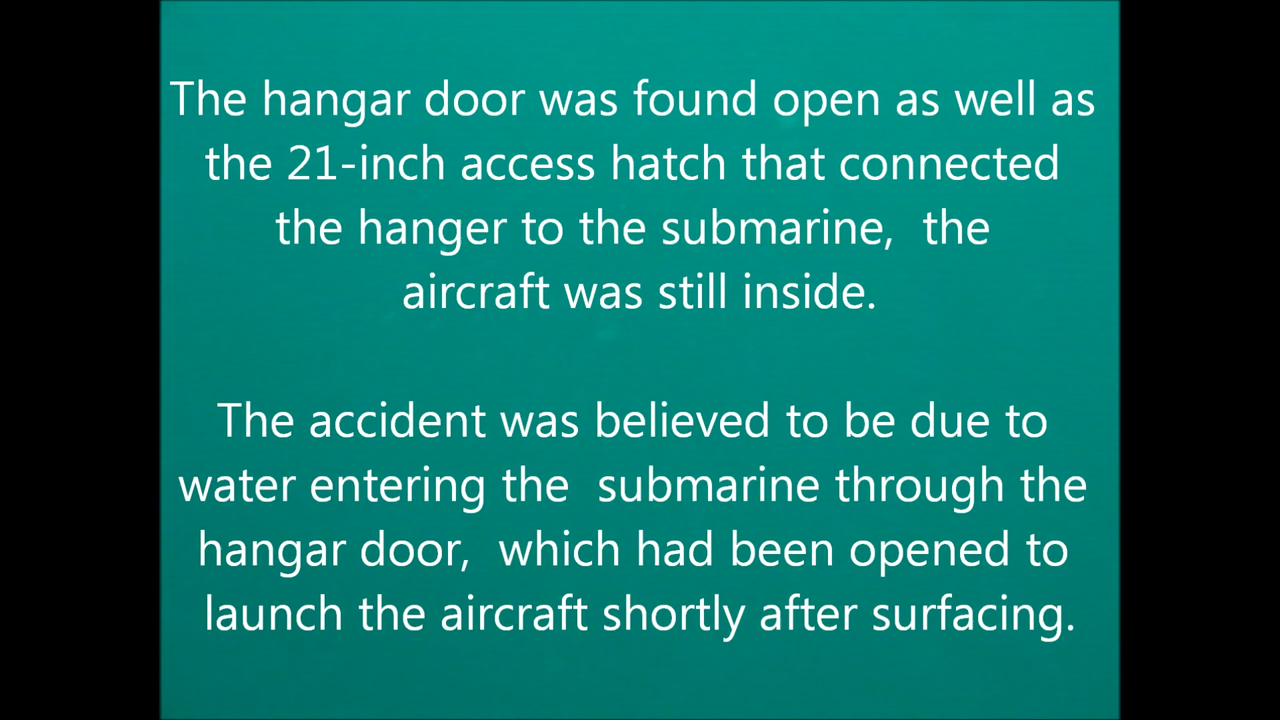 The hangar door was found open as well as
the 21-inch access hatch that connected
the hanger to the submarine,  the
aircraft was still inside.
The accident was believed to be due to
water entering the  submarine through the
hangar door,  which had been opened to
launch the aircraft shortly after surfacing.